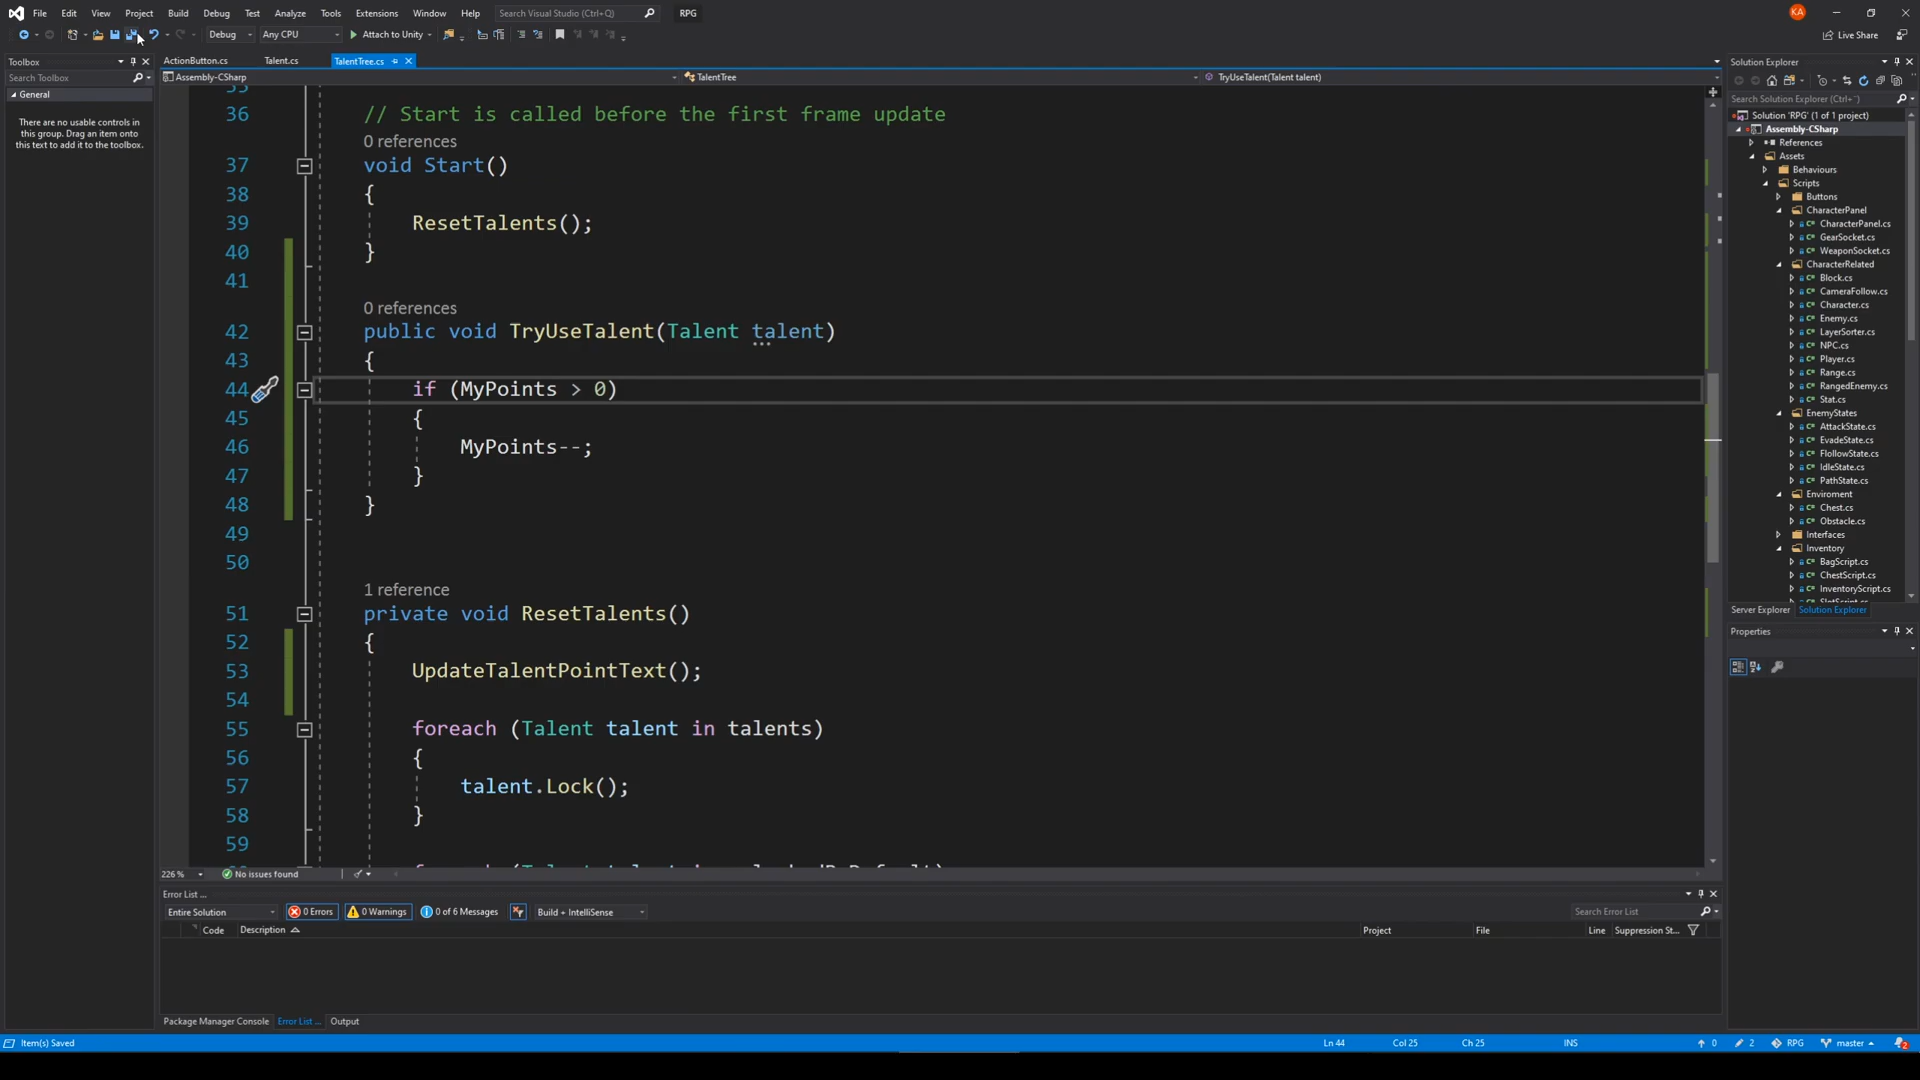 File Edit View Project Build Debug Test Analyze Tools Extensions Window Help Search Visual Studio (Ctrl+Q) RPG KA
Debug Any CPU Attach to Unity Live Share
Toolbox
Search Toolbox
General
There are no usable controls in
this group. Drag an item onto
this text to add it to the toolbox.
ActionButton.cs Talent.cs TalentTree.cs
Assembly-CSharp TalentTree TryUseTalent(Talent talent)
35
36 // Start is called before the first frame update
0 references
37 void Start()
38 {
39 ResetTalents();
40 }
41
0 references
42 public void TryUseTalent(Talent talent)
43 {
44 if (MyPoints > 0)
45 {
46 MyPoints--;
47 }
48 }
49
50
1 reference
51 private void ResetTalents()
52 {
53 UpdateTalentPointText();
54
55 foreach (Talent talent in talents)
56 {
57 talent.Lock();
58 }
59
226 % No issues found
Error List ...
Entire Solution 0 Errors 0 Warnings 0 of 6 Messages Build + IntelliSense Search Error List
Code Description Project File Line Suppression St...
Package Manager Console Error List ... Output
Solution Explorer
Search Solution Explorer (Ctrl+¨)
Solution 'RPG' (1 of 1 project)
Assembly-CSharp
References
Assets
Behaviours
Scripts
Buttons
CharacterPanel
CharacterPanel.cs
GearSocket.cs
WeaponSocket.cs
CharacterRelated
Block.cs
CameraFollow.cs
Character.cs
Enemy.cs
LayerSorter.cs
NPC.cs
Player.cs
Range.cs
RangedEnemy.cs
Stat.cs
EnemyStates
AttackState.cs
EvadeState.cs
FlollowState.cs
IdleState.cs
PathState.cs
Enviroment
Chest.cs
Obstacle.cs
Interfaces
Inventory
BagScript.cs
ChestScript.cs
InventoryScript.cs
SlotScript.cs
Server Explorer Solution Explorer
Properties
Item(s) Saved Ln 44 Col 25 Ch 25 INS 0 2 RPG master 2